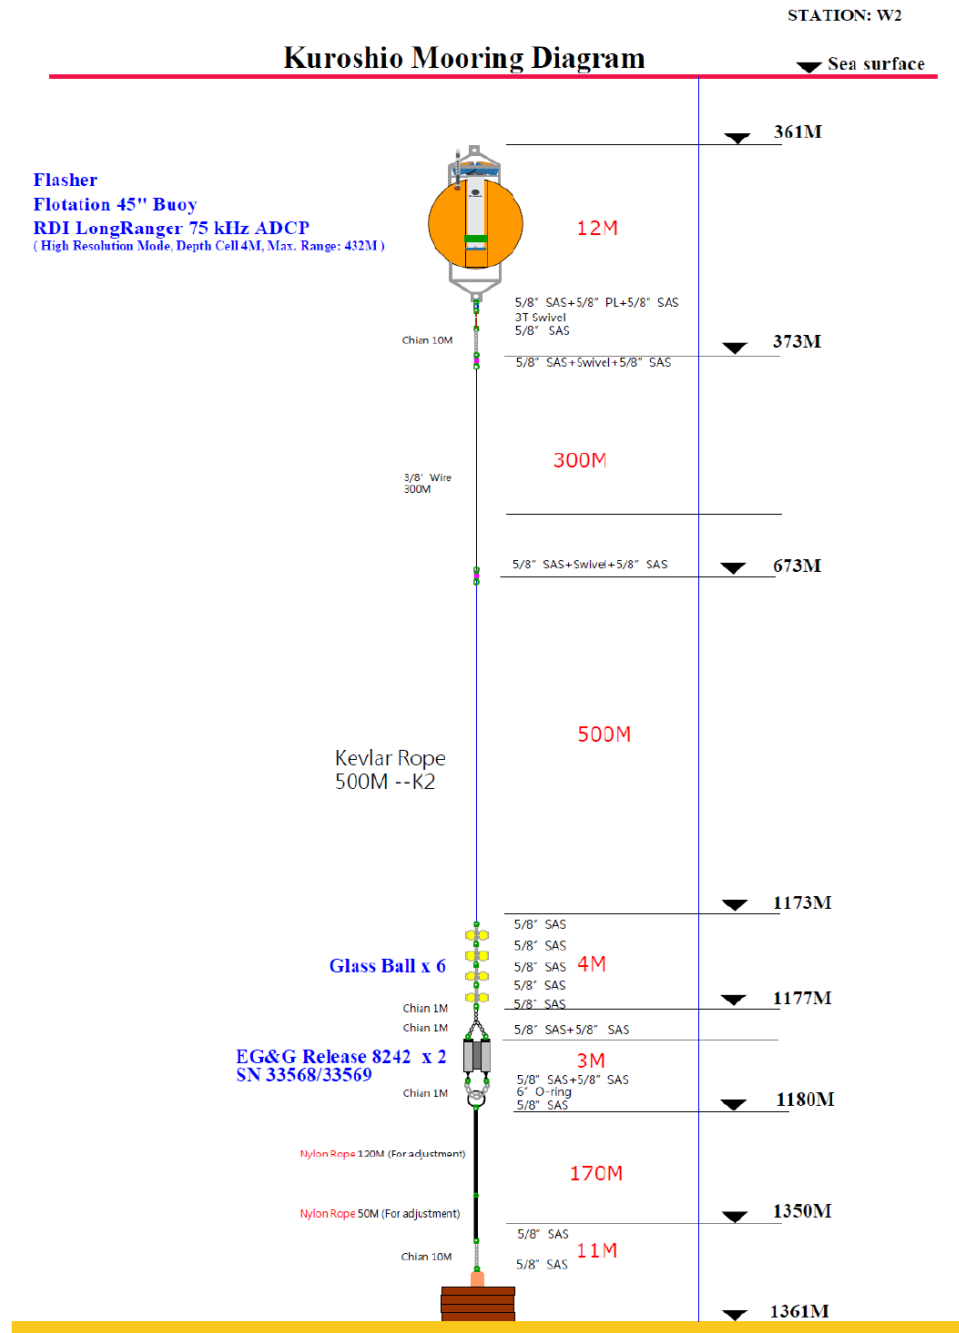 STATION: W2
Kuroshio Mooring Diagram
Sea surface
361M
Flasher
Flotation 45" Buoy
RDI LongRanger 75 kHz ADCP
( High Resolution Mode, Depth Cell 4M, Max. Range: 432M )
12M
5/8" SAS+5/8" PL+5/8" SAS
3T Swivel
5/8" SAS
Chian 10M
373M
5/8" SAS+Swivel+5/8" SAS
300M
3/8" Wire
300M
5/8" SAS+Swivel+5/8" SAS
673M
500M
Kevlar Rope
500M --K2
1173M
5/8" SAS
5/8" SAS
Glass Ball x 6
5/8" SAS
4M
5/8" SAS
5/8" SAS
1177M
Chian 1M
Chian 1M
5/8" SAS+5/8" SAS
EG&G Release 8242 x 2
SN 33568/33569
3M
5/8" SAS+5/8" SAS
6" O-ring
5/8" SAS
Chian 1M
1180M
Nylon Rope 120M (For adjustment)
170M
Nylon Rope 50M (For adjustment)
1350M
5/8" SAS
11M
Chian 10M
5/8" SAS
1361M